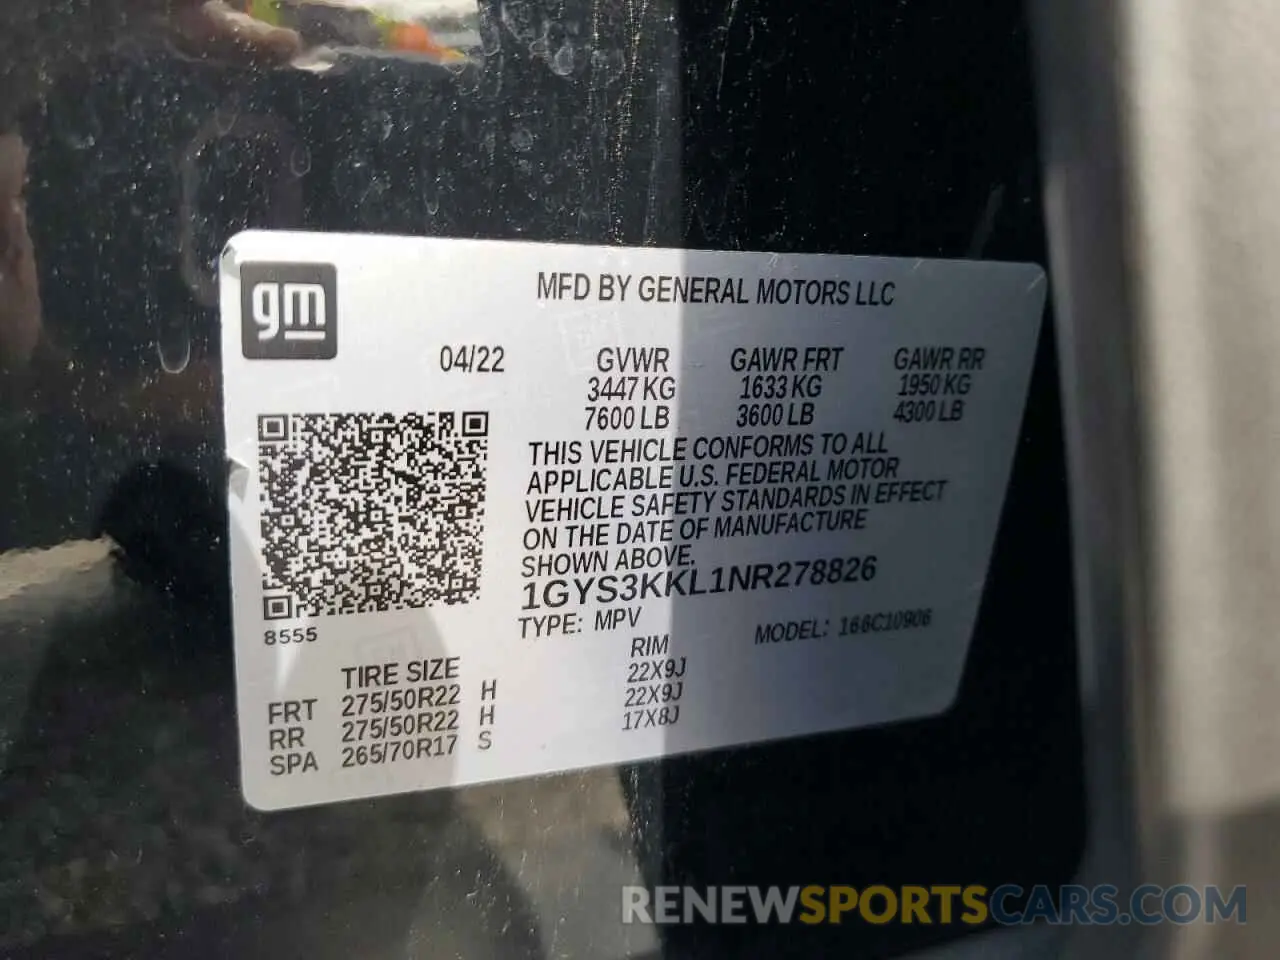 gm
MFD BY GENERAL MOTORS LLC
04/22
GVWR GAWR FRT GAWR RR
3447 KG 1633 KG 1950 KG
7600 LB 3600 LB 4300 LB
THIS VEHICLE CONFORMS TO ALL
APPLICABLE U.S. FEDERAL MOTOR
VEHICLE SAFETY STANDARDS IN EFFECT
ON THE DATE OF MANUFACTURE
SHOWN ABOVE.
1GYS3KKL1NR278826
TYPE: MPV MODEL: 166C10906
8555
TIRE SIZE RIM
FRT 275/50R22 H 22X9J
RR 275/50R22 H 22X9J
SPA 265/70R17 S 17X8J
RENEWSPORTSCARS.COM